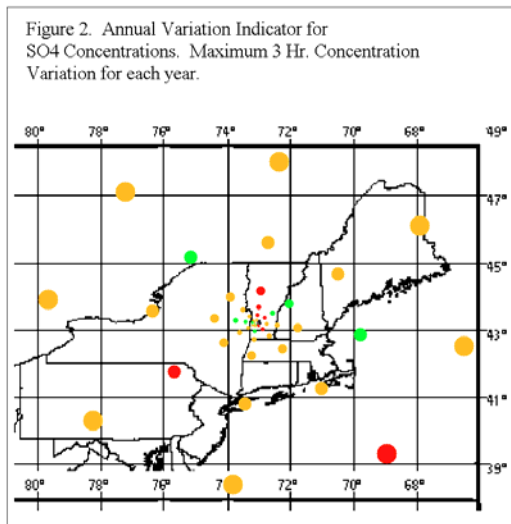 Figure 2. Annual Variation Indicator for
SO4 Concentrations. Maximum 3 Hr. Concentration
Variation for each year.
80° 78° 76° 74° 72° 70° 68° 49°
47°
45°
43°
41°
39°
80° 78° 76° 74° 72° 70° 68°